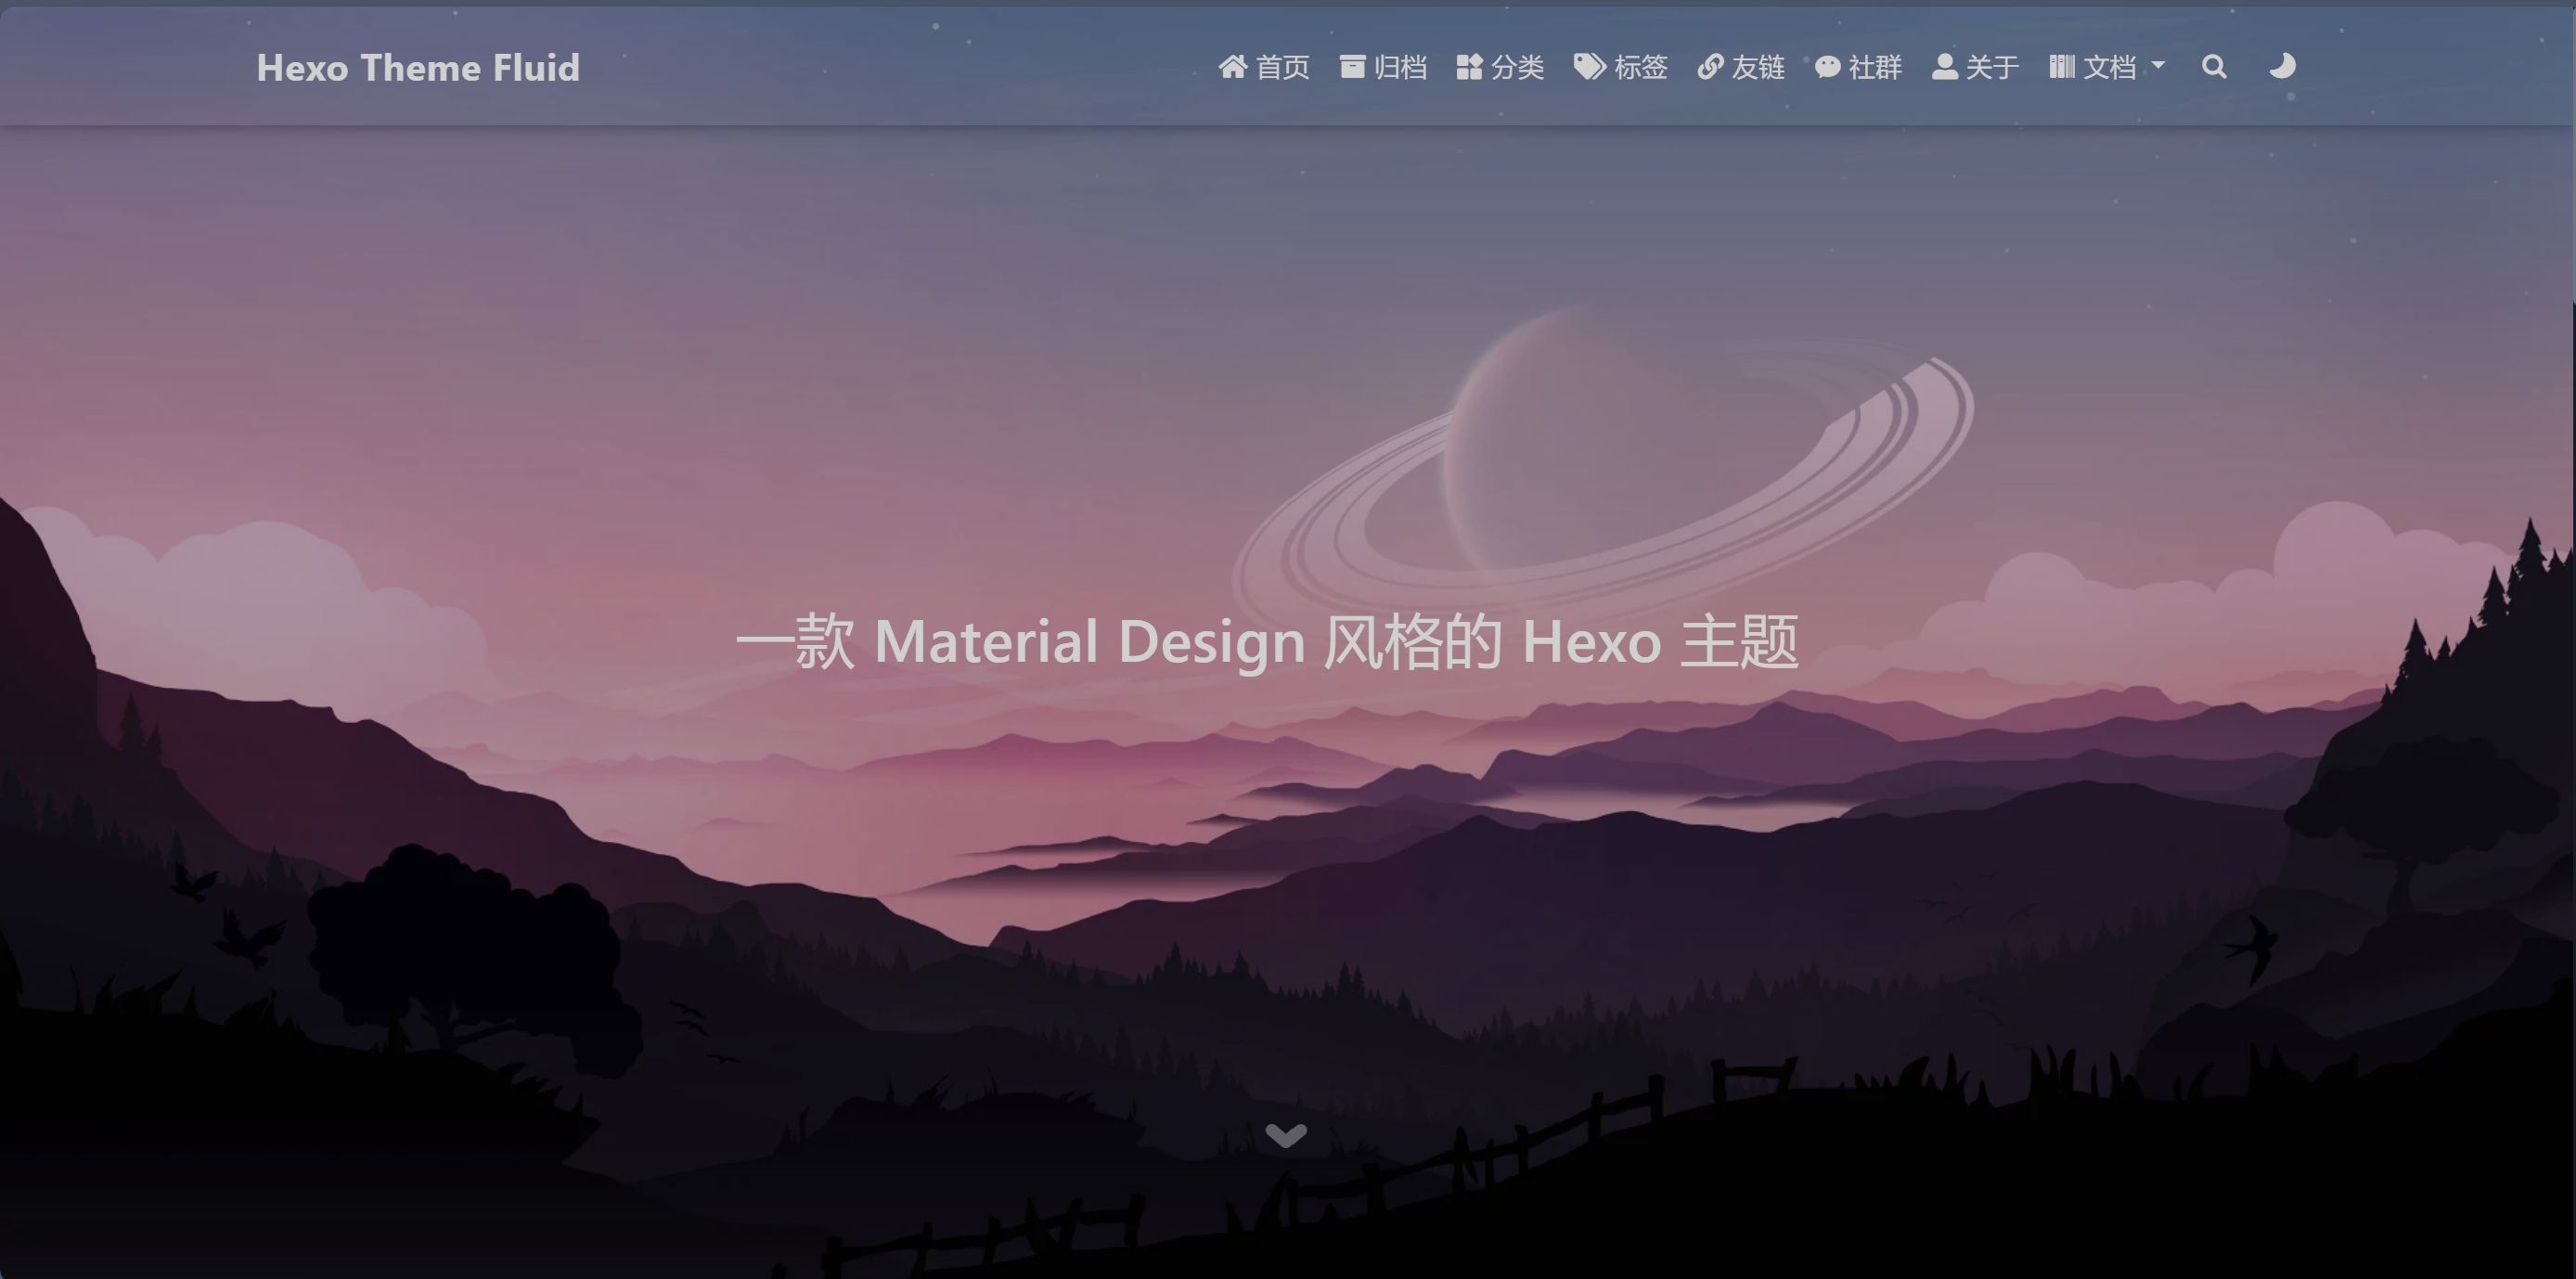 Hexo Theme Fluid
首页 归档 分类 标签 友链 社群 关于 文档
一款 Material Design 风格的 Hexo 主题